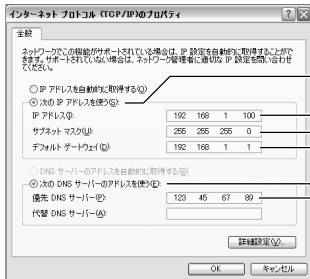 インターネット プロトコル (TCP/IP)のプロパティ
全般
ネットワークでこの機能がサポートされている場合は、IP 設定を自動的に取得することがで
きます。サポートされていない場合は、ネットワーク管理者に適切な IP 設定を問い合わせ
てください。
IP アドレスを自動的に取得する(O)
次の IP アドレスを使う(S):
IP アドレス(I): 192 168 1 100
サブネット マスク(U): 255 255 255 0
デフォルト ゲートウェイ(D): 192 168 1 1
DNS サーバーのアドレスを自動的に取得する(B)
次の DNS サーバーのアドレスを使う(E):
優先 DNS サーバー(P): 123 45 67 89
代替 DNS サーバー(A):
詳細設定(V)...
OK キャンセル